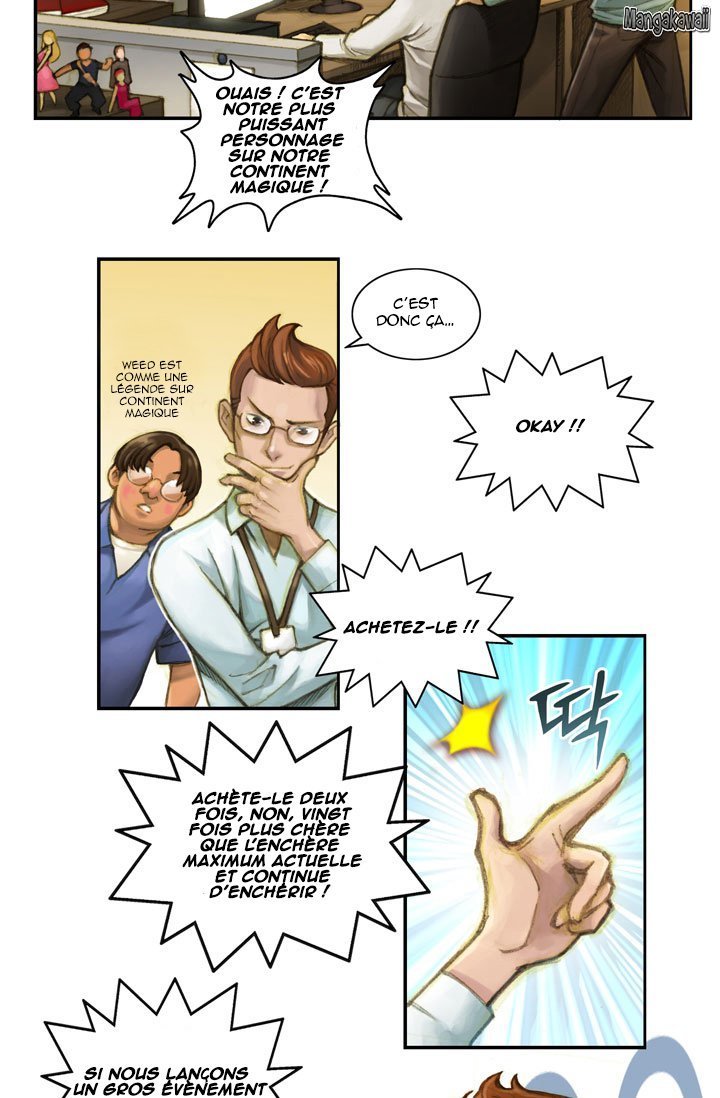 Mangakawaii
OUAIS ! C'EST
NOTRE PLUS
PUISSANT
PERSONNAGE
SUR NOTRE
CONTINENT
MAGIQUE !
C'EST
DONC ÇA...
WEED EST
COMME UNE
LÉGENDE SUR
CONTINENT
MAGIQUE
OKAY !!
ACHETEZ-LE !!
딱
ACHÈTE-LE DEUX
FOIS, NON, VINGT
FOIS PLUS CHÈRE
QUE L'ENCHÈRE
MAXIMUM ACTUELLE
ET CONTINUE
D'ENCHÉRIR !
SI NOUS LANÇONS
UN GROS ÉVÈNEMENT